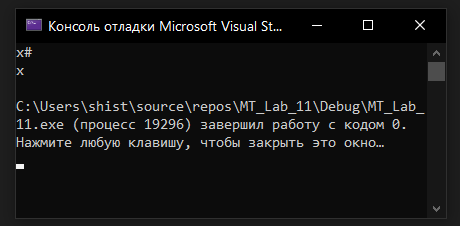 Консоль отладки Microsoft Visual St...
x#
x
C:\Users\shist\source\repos\MT_Lab_11\Debug\MT_Lab_
11.exe (процесс 19296) завершил работу с кодом 0.
Нажмите любую клавишу, чтобы закрыть это окно…